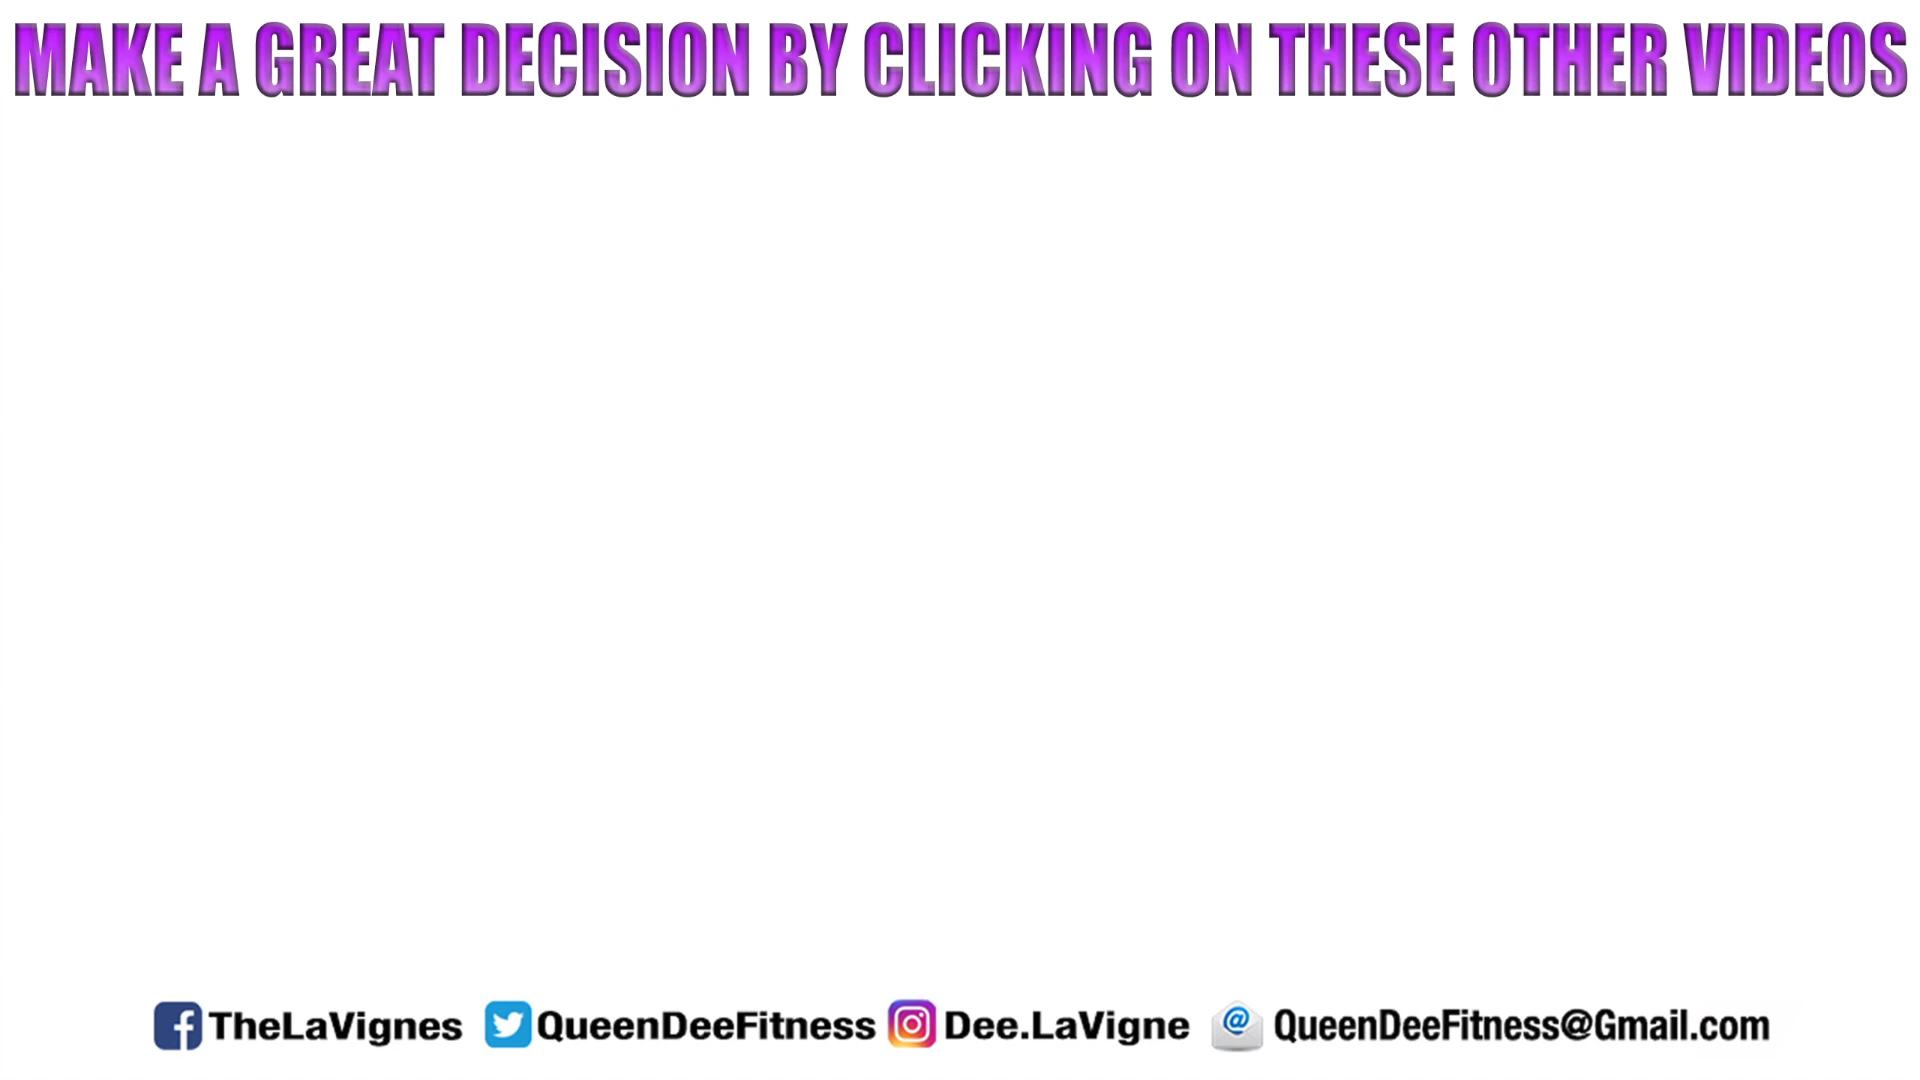 MAKE A GREAT DECISION BY CLICKING ON THESE OTHER VIDEOS
TheLaVignes QueenDeeFitness Dee.LaVigne @ QueenDeeFitness@Gmail.com